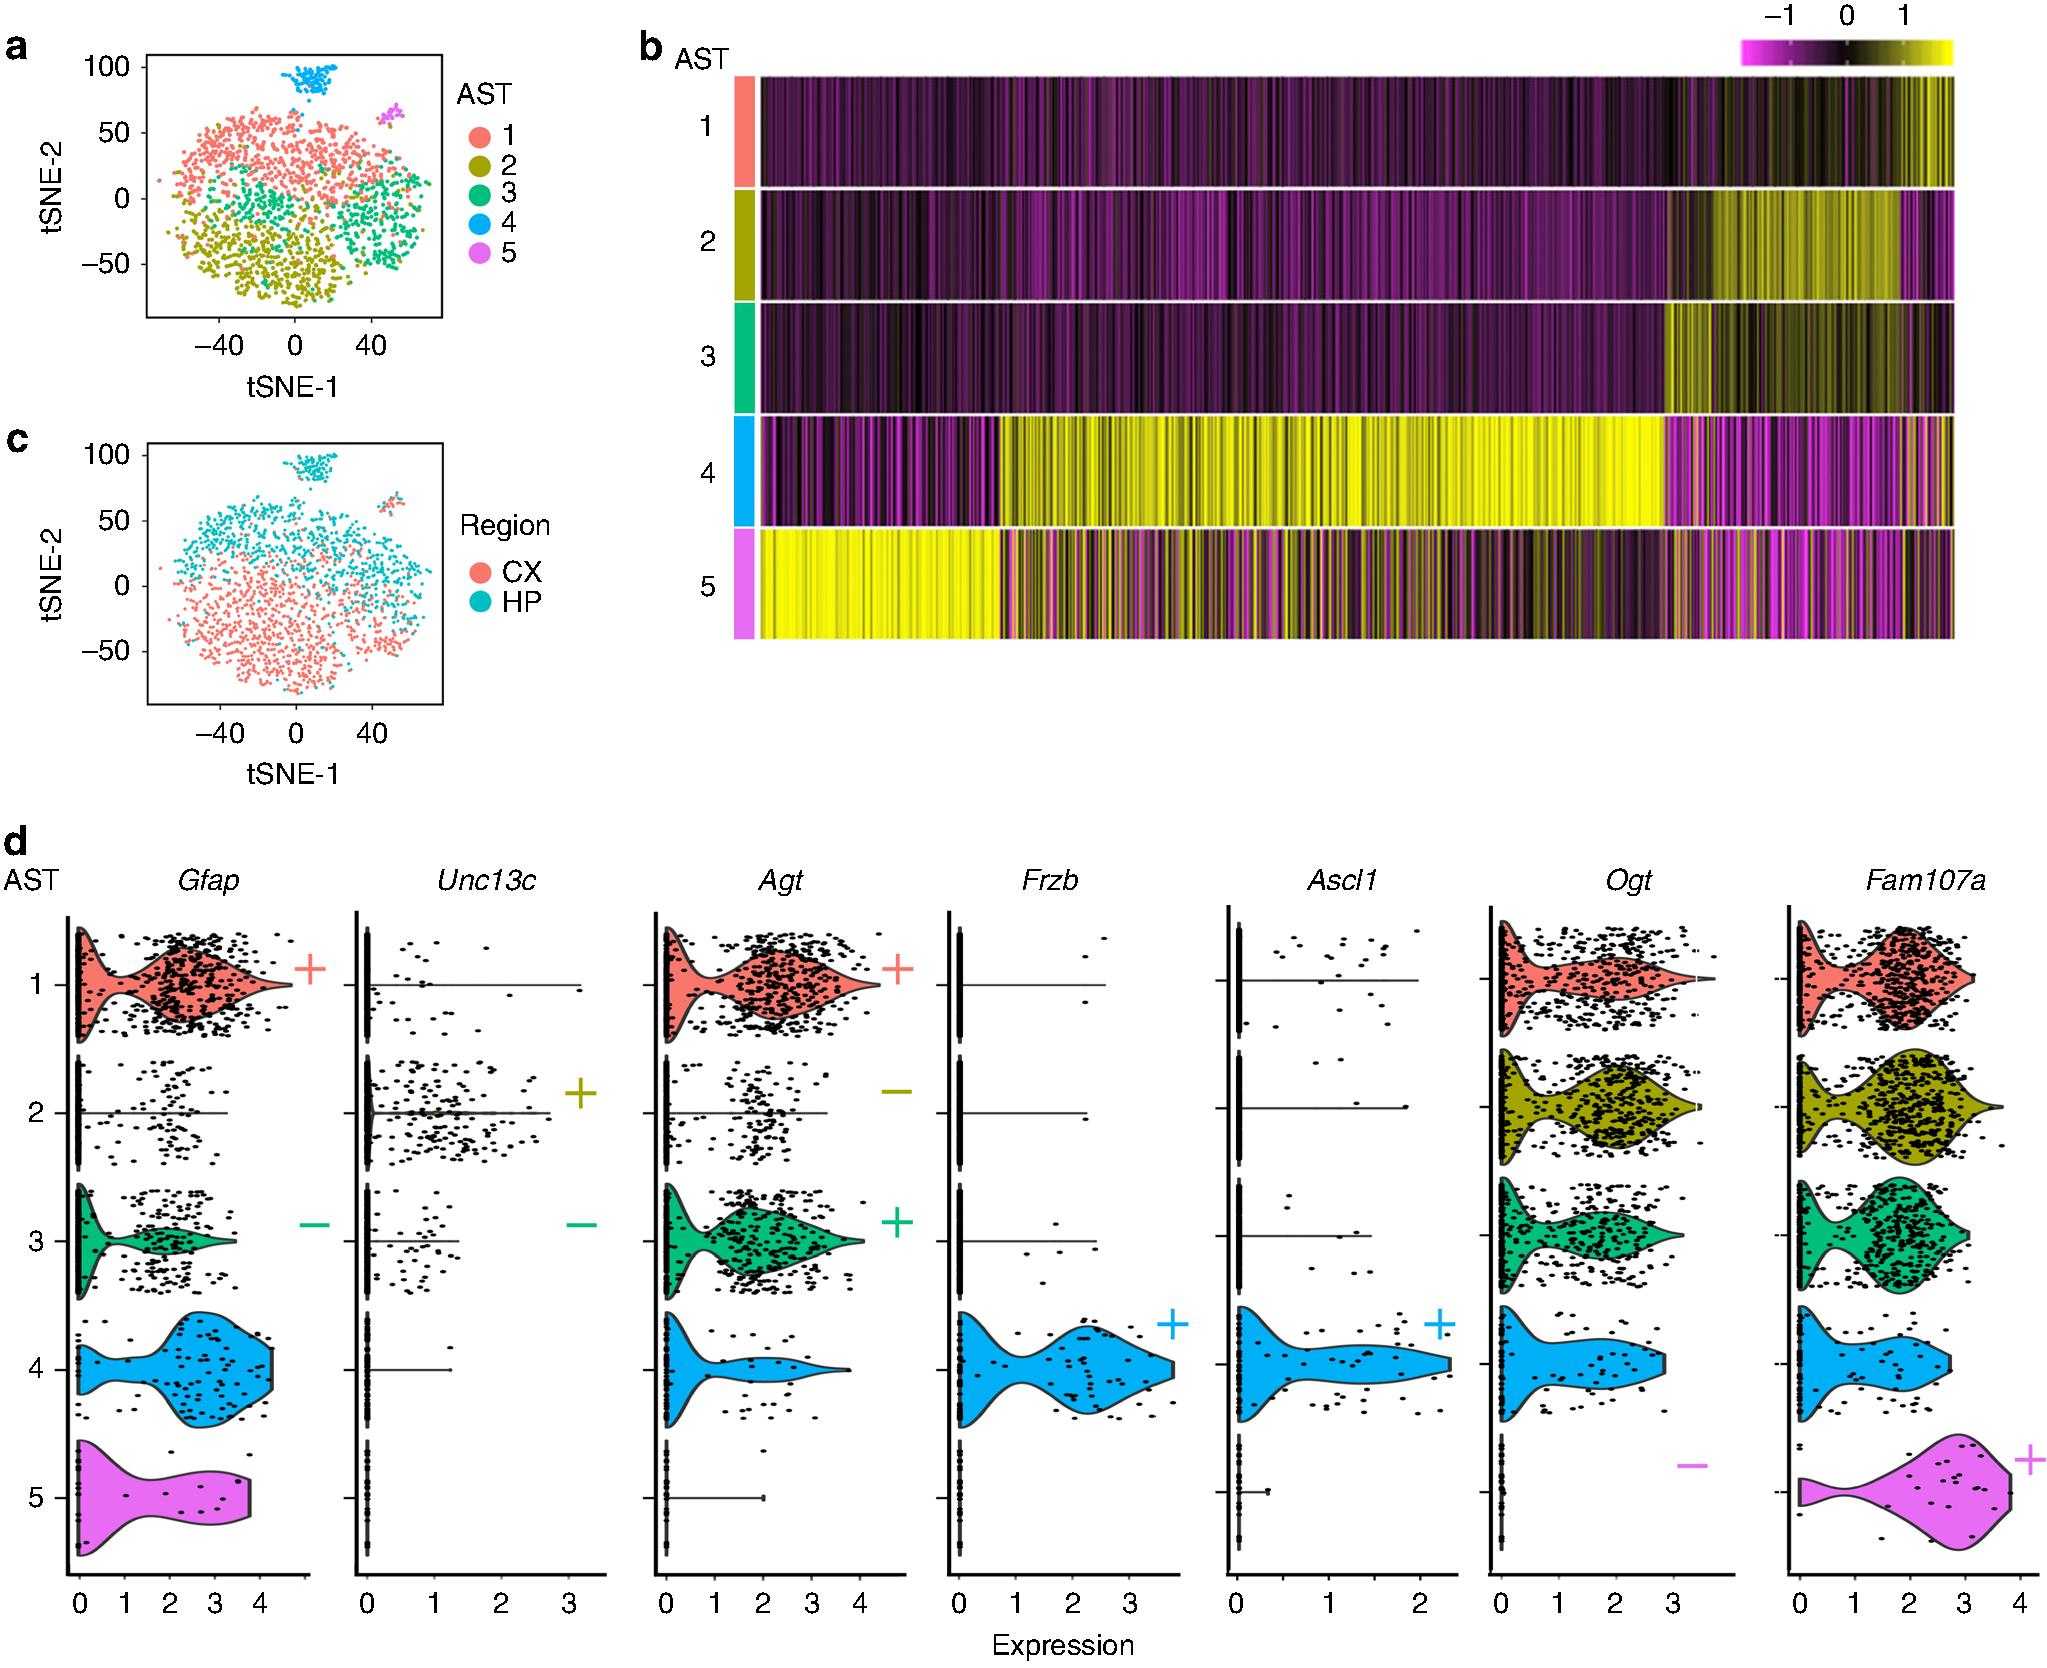 a
100
50
0
−50
tSNE-2
−40 0 40
tSNE-1
AST
1
2
3
4
5
b
AST
−1 0 1
1
2
3
4
5
c
100
50
0
−50
tSNE-2
−40 0 40
tSNE-1
Region
CX
HP
d
AST Gfap Unc13c Agt Frzb Ascl1 Ogt Fam107a
1 + +
2 + −
3 − − +
4 + +
5 − +
0 1 2 3 4 0 1 2 3 0 1 2 3 4 0 1 2 3 0 1 2 0 1 2 3 0 1 2 3 4
Expression